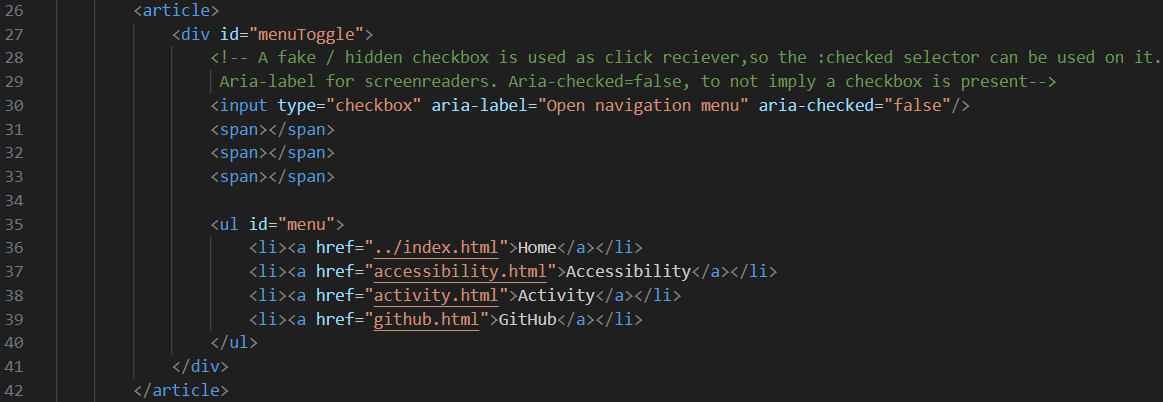 26 <article>
27 <div id="menuToggle">
28 <!-- A fake / hidden checkbox is used as click reciever,so the :checked selector can be used on it.
29 Aria-label for screenreaders. Aria-checked=false, to not imply a checkbox is present-->
30 <input type="checkbox" aria-label="Open navigation menu" aria-checked="false"/>
31 <span></span>
32 <span></span>
33 <span></span>
34
35 <ul id="menu">
36 <li><a href="../index.html">Home</a></li>
37 <li><a href="accessibility.html">Accessibility</a></li>
38 <li><a href="activity.html">Activity</a></li>
39 <li><a href="github.html">GitHub</a></li>
40 </ul>
41 </div>
42 </article>